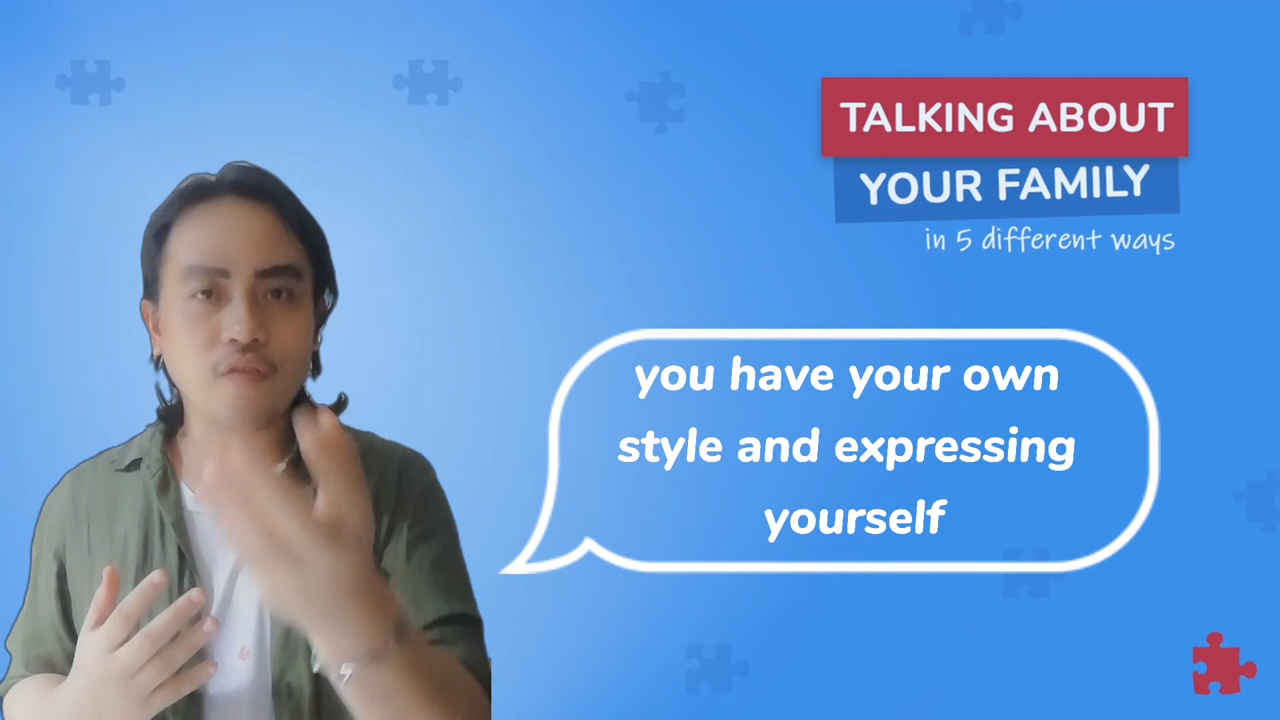 TALKING ABOUT
YOUR FAMILY
in 5 different ways
you have your own
style and expressing
yourself